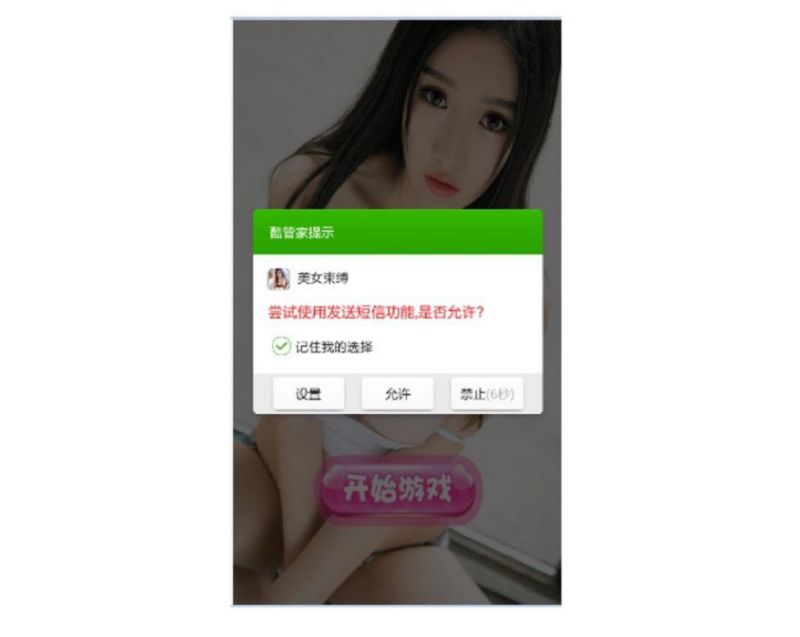 酷管家提示
美女束缚
尝试使用发送短信功能,是否允许?
记住我的选择
设置 允许 禁止(6秒)
开始游戏